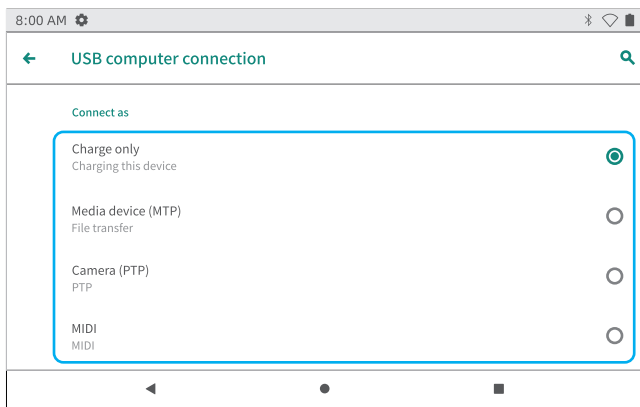 8:00 AM
USB computer connection
Connect as
Charge only
Charging this device
Media device (MTP)
File transfer
Camera (PTP)
PTP
MIDI
MIDI